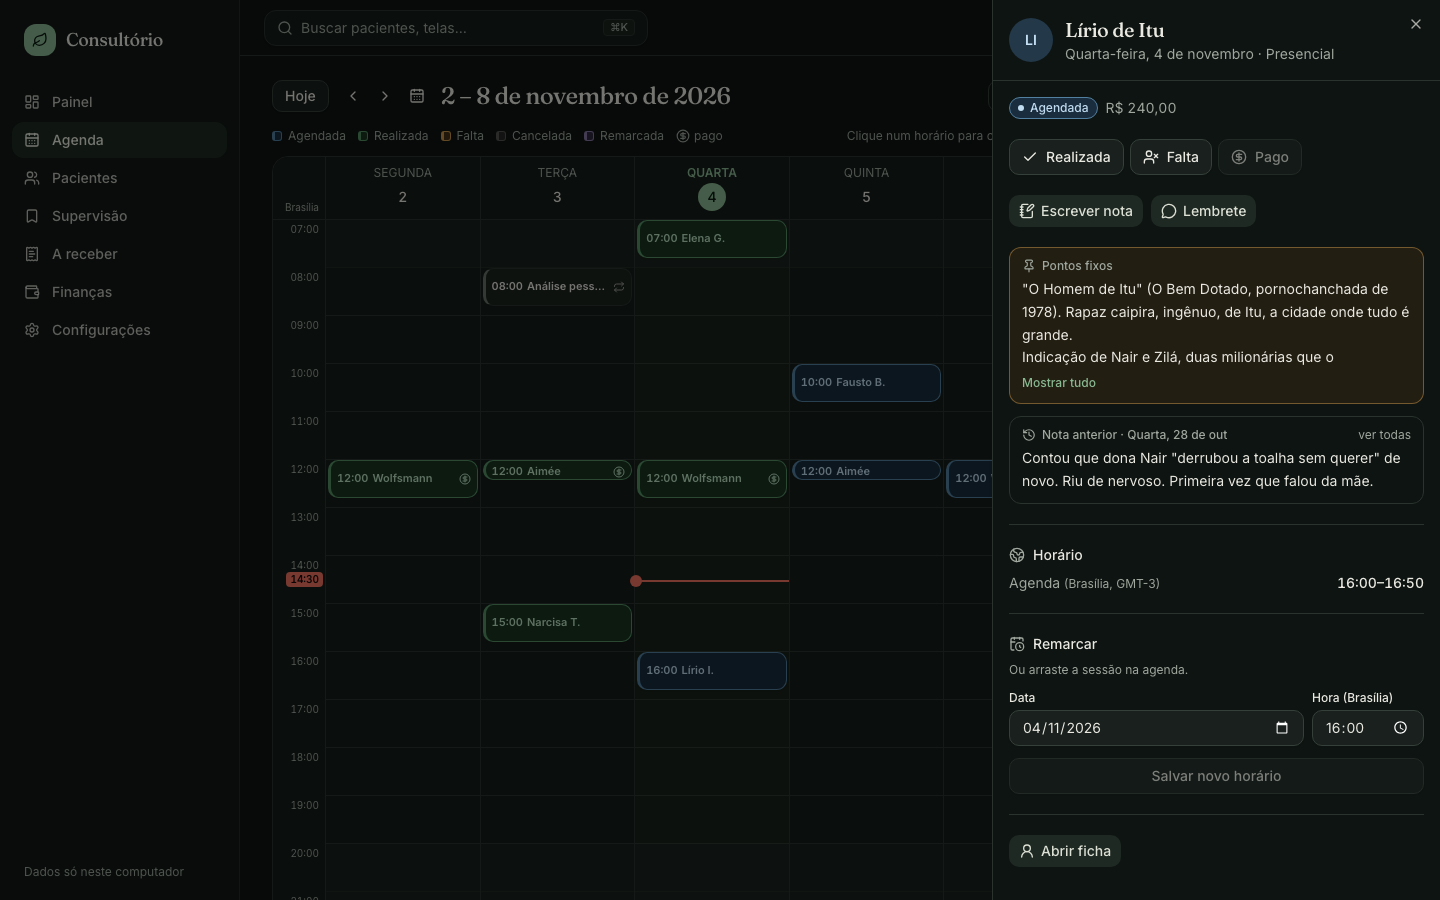 Consultório
Buscar pacientes, telas...
⌘K
Painel
Agenda
Pacientes
Supervisão
A receber
Finanças
Configurações
Dados só neste computador
Hoje
2 – 8 de novembro de 2026
Agendada
Realizada
Falta
Cancelada
Remarcada
pago
Clique num horário para c
Brasília
SEGUNDA
2
TERÇA
3
QUARTA
4
QUINTA
5
07:00
07:00 Elena G.
08:00
08:00 Análise pess...
09:00
10:00
10:00 Fausto B.
11:00
12:00
12:00 Wolfsmann
12:00 Aimée
12:00 Wolfsmann
12:00 Aimée
12:00
13:00
14:00
14:30
15:00
15:00 Narcisa T.
16:00
16:00 Lírio I.
17:00
18:00
19:00
20:00
21:00
LI
Lírio de Itu
Quarta-feira, 4 de novembro · Presencial
Agendada
R$ 240,00
Realizada
Falta
Pago
Escrever nota
Lembrete
Pontos fixos
"O Homem de Itu" (O Bem Dotado, pornochanchada de
1978). Rapaz caipira, ingênuo, de Itu, a cidade onde tudo é
grande.
Indicação de Nair e Zilá, duas milionárias que o
Mostrar tudo
Nota anterior · Quarta, 28 de out
ver todas
Contou que dona Nair "derrubou a toalha sem querer" de
novo. Riu de nervoso. Primeira vez que falou da mãe.
Horário
Agenda (Brasília, GMT-3)
16:00–16:50
Remarcar
Ou arraste a sessão na agenda.
Data
Hora (Brasília)
04/11/2026
16:00
Salvar novo horário
Abrir ficha